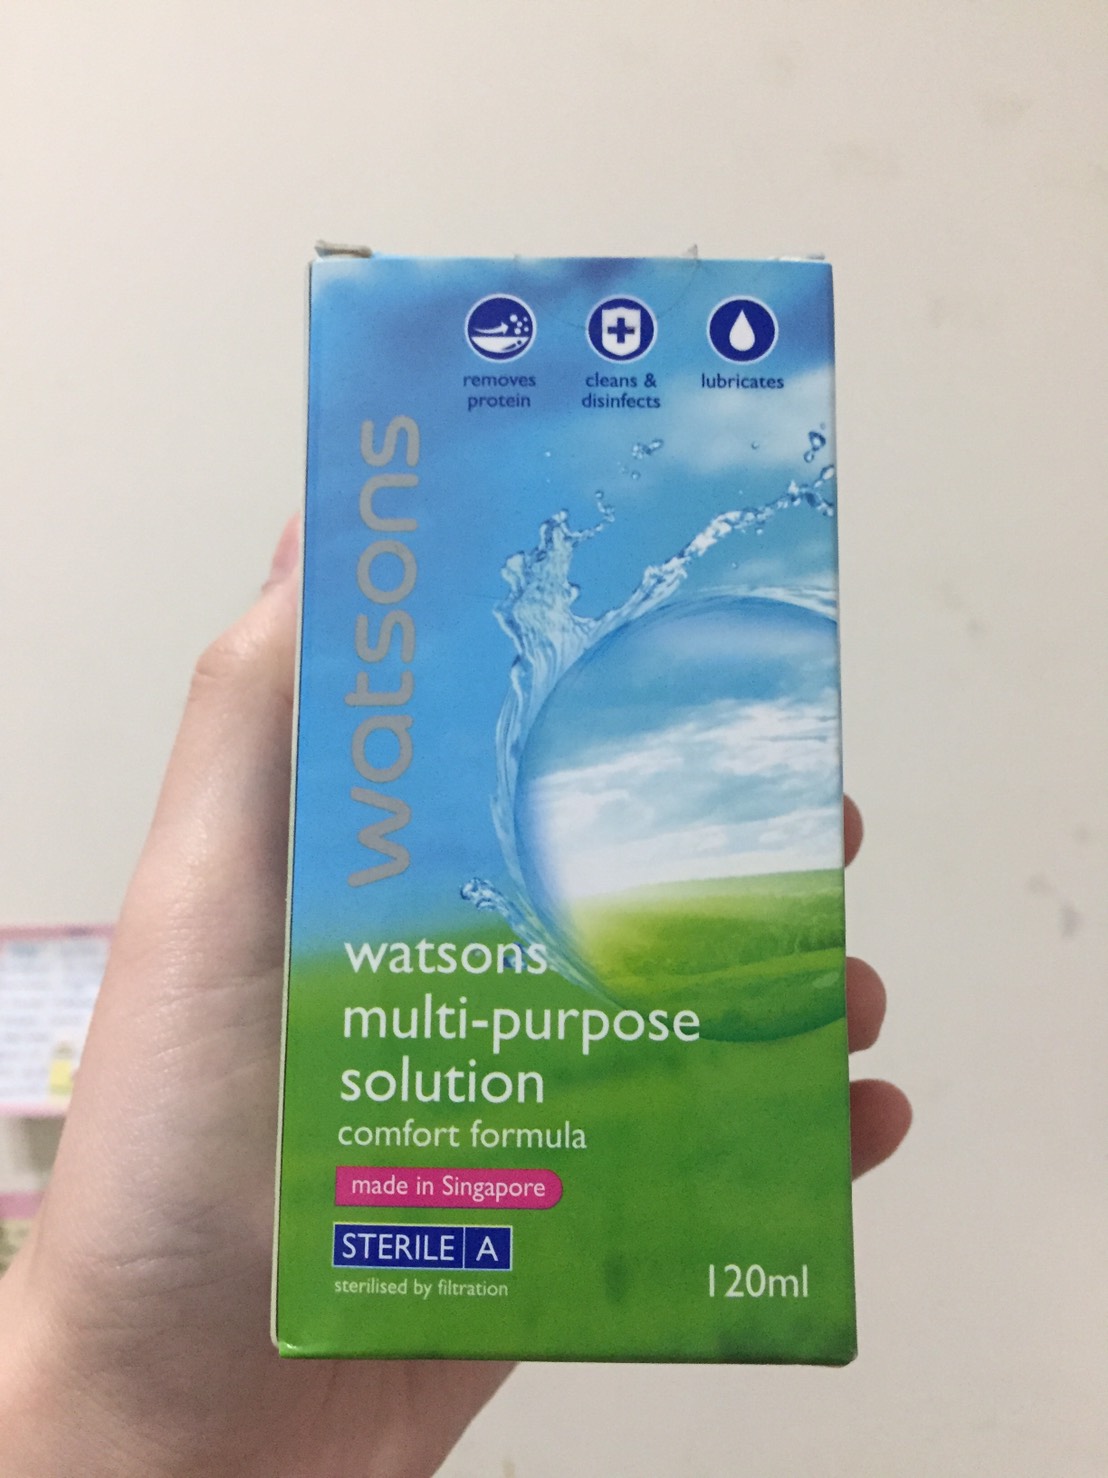 removes
protein
cleans &
disinfects
lubricates
watsons
watsons
multi-purpose
solution
comfort formula
made in Singapore
STERILE A
sterilised by filtration
120ml